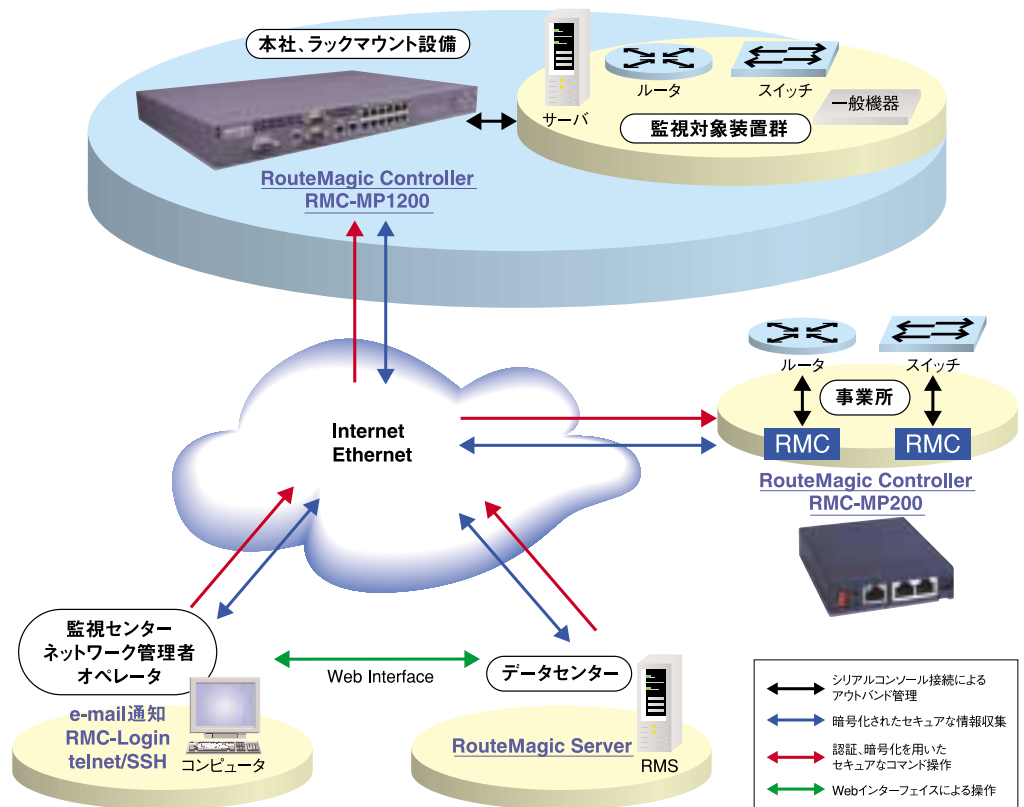 本社、ラックマウント設備
サーバ
ルータ
スイッチ
一般機器
監視対象装置群
RouteMagic Controller
RMC-MP1200
Internet
Ethernet
ルータ
スイッチ
事業所
RMC
RMC
RouteMagic Controller
RMC-MP200
監視センター
ネットワーク管理者
オペレータ
e-mail通知
RMC-Login
telnet/SSH
コンピュータ
Web Interface
データセンター
RouteMagic Server
RMS
シリアルコンソール接続による
アウトバンド管理
暗号化されたセキュアな情報収集
認証、暗号化を用いた
セキュアなコマンド操作
Webインターフェイスによる操作